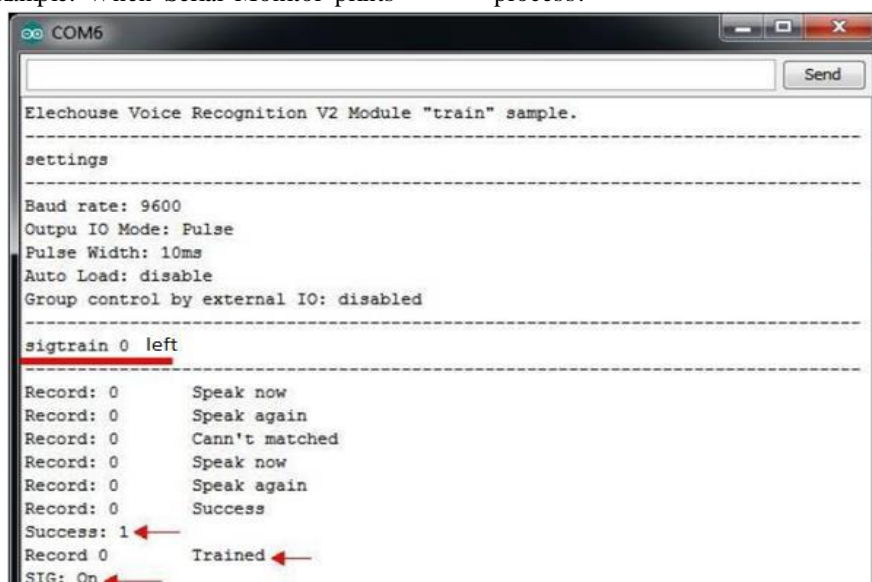 COM6
Send
Elechouse Voice Recognition V2 Module "train" sample.
--------------------------------------------------------------------------------
settings
--------------------------------------------------------------------------------
Baud rate: 9600
Outpu IO Mode: Pulse
Pulse Width: 10ms
Auto Load: disable
Group control by external IO: disabled
--------------------------------------------------------------------------------
sigtrain 0 left
--------------------------------------------------------------------------------
Record: 0 Speak now
Record: 0 Speak again
Record: 0 Cann't matched
Record: 0 Speak now
Record: 0 Speak again
Record: 0 Success
Success: 1
Record 0 Trained
SIG: On